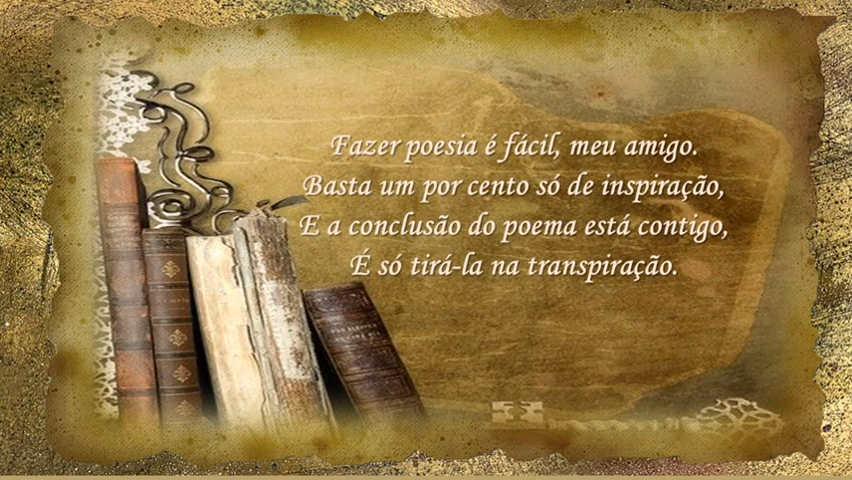 Fazer poesia é fácil, meu amigo.
Basta um por cento só de inspiração,
E a conclusão do poema está contigo,
É só tirá-la na transpiração.